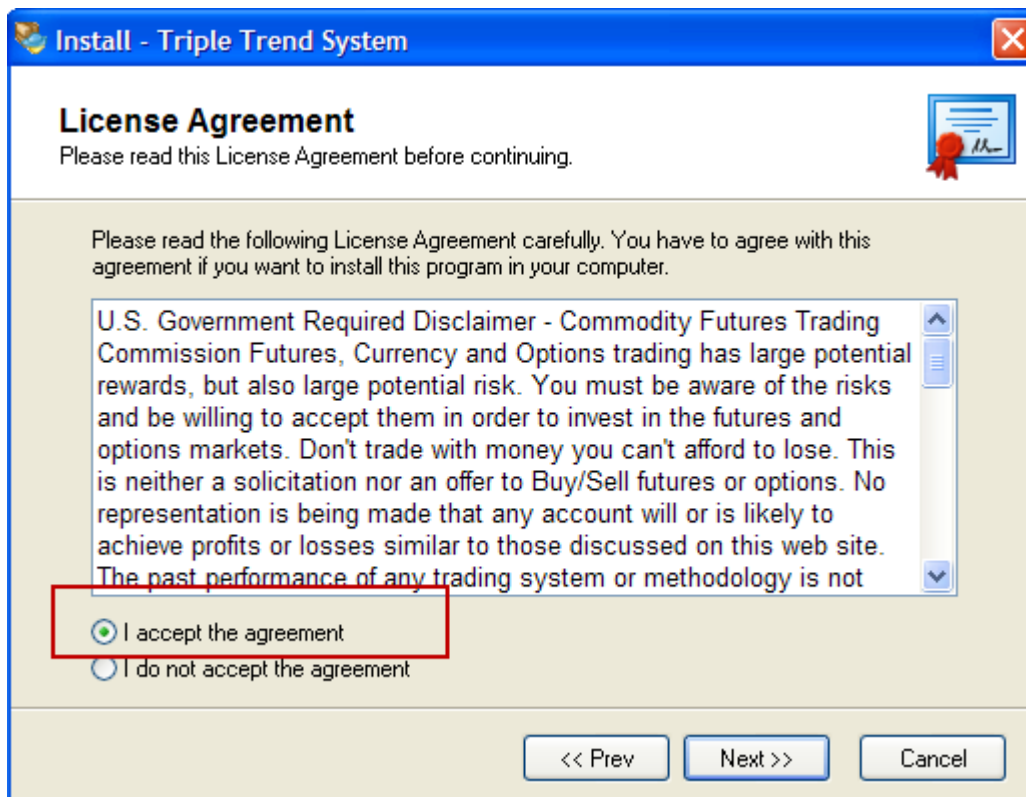 Install - Triple Trend System
License Agreement
Please read this License Agreement before continuing.
Please read the following License Agreement carefully. You have to agree with this
agreement if you want to install this program in your computer.
U.S. Government Required Disclaimer - Commodity Futures Trading
Commission Futures, Currency and Options trading has large potential
rewards, but also large potential risk. You must be aware of the risks
and be willing to accept them in order to invest in the futures and
options markets. Don't trade with money you can't afford to lose. This
is neither a solicitation nor an offer to Buy/Sell futures or options. No
representation is being made that any account will or is likely to
achieve profits or losses similar to those discussed on this web site.
The past performance of any trading system or methodology is not
I accept the agreement
I do not accept the agreement
<< Prev
Next >>
Cancel